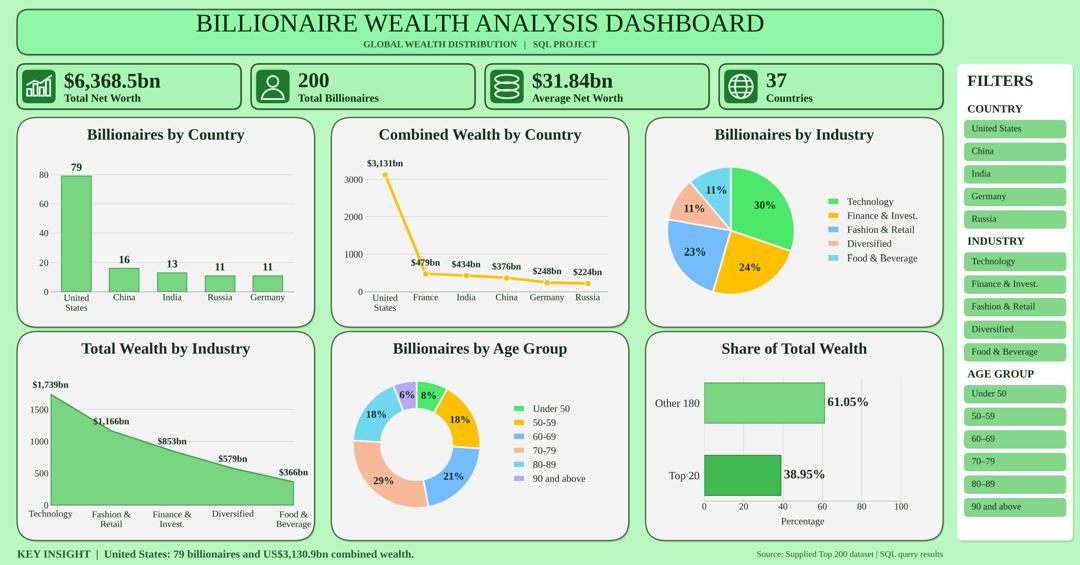 BILLIONAIRE WEALTH ANALYSIS DASHBOARD
GLOBAL WEALTH DISTRIBUTION | SQL PROJECT
$6,368.5bn
Total Net Worth
200
Total Billionaires
$31.84bn
Average Net Worth
37
Countries
Billionaires by Country
80
60
40
20
0
79
16
13
11
11
United States
China
India
Russia
Germany
Combined Wealth by Country
3000
2000
1000
0
$3,131bn
$479bn
$434bn
$376bn
$248bn
$224bn
United States
France
India
China
Germany
Russia
Billionaires by Industry
30%
24%
23%
11%
11%
Technology
Finance & Invest.
Fashion & Retail
Diversified
Food & Beverage
Total Wealth by Industry
1500
1000
500
0
$1,739bn
$1,166bn
$853bn
$579bn
$366bn
Technology
Fashion & Retail
Finance & Invest.
Diversified
Food & Beverage
Billionaires by Age Group
8%
18%
21%
29%
18%
6%
Under 50
50-59
60-69
70-79
80-89
90 and above
Share of Total Wealth
Other 180
61.05%
Top 20
38.95%
0
20
40
60
80
100
Percentage
FILTERS
COUNTRY
United States
China
India
Germany
Russia
INDUSTRY
Technology
Finance & Invest.
Fashion & Retail
Diversified
Food & Beverage
AGE GROUP
Under 50
50–59
60–69
70–79
80–89
90 and above
KEY INSIGHT | United States: 79 billionaires and US$3,130.9bn combined wealth.
Source: Supplied Top 200 dataset | SQL query results